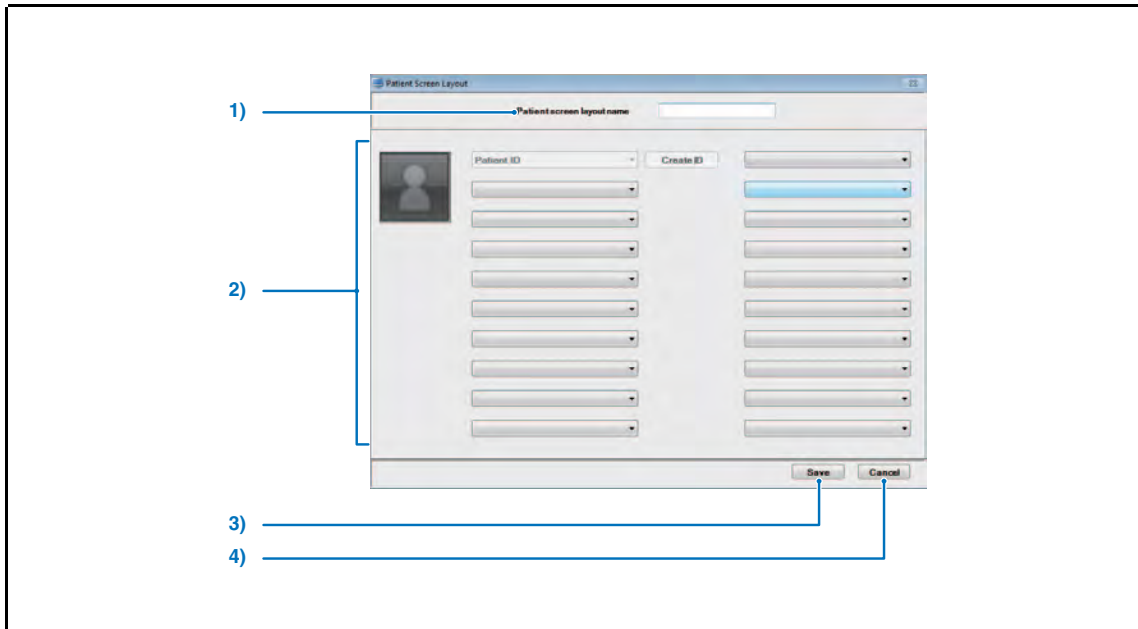 Patient Screen Layout
1)
Patient screen layout name
Patient ID
Create ID
2)
Save
Cancel
3)
4)